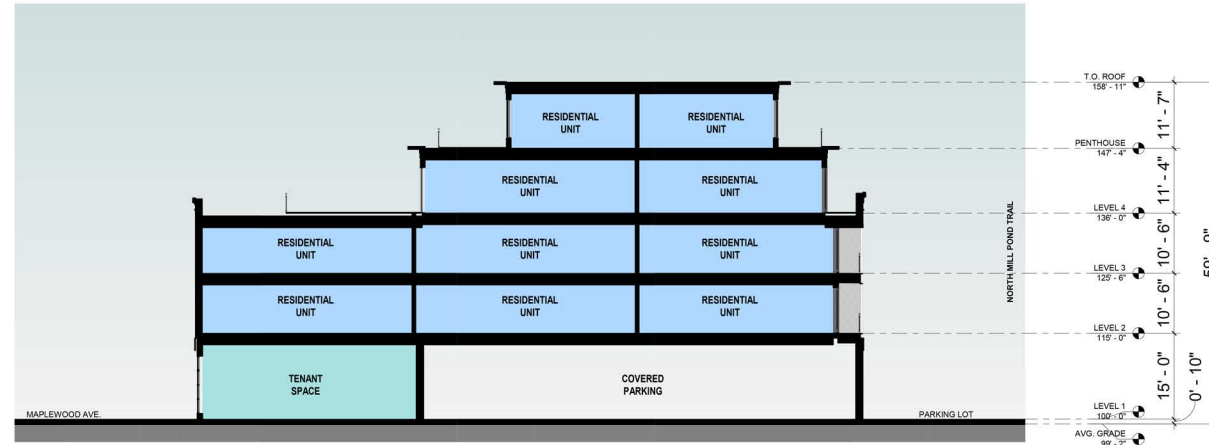 T.O. ROOF
158' - 11"
11' - 7"
RESIDENTIAL
UNIT
RESIDENTIAL
UNIT
PENTHOUSE
147' - 4"
11' - 4"
RESIDENTIAL
UNIT
RESIDENTIAL
UNIT
LEVEL 4
136' - 0"
10' - 6"
RESIDENTIAL
UNIT
RESIDENTIAL
UNIT
RESIDENTIAL
UNIT
NORTH MILL POND TRAIL
LEVEL 3
125' - 6"
10' - 6"
RESIDENTIAL
UNIT
RESIDENTIAL
UNIT
RESIDENTIAL
UNIT
LEVEL 2
115' - 0"
15' - 0"
0' - 10"
TENANT
SPACE
COVERED
PARKING
MAPLEWOOD AVE.
PARKING LOT
LEVEL 1
100' - 0"
AVG. GRADE
99' - 2"